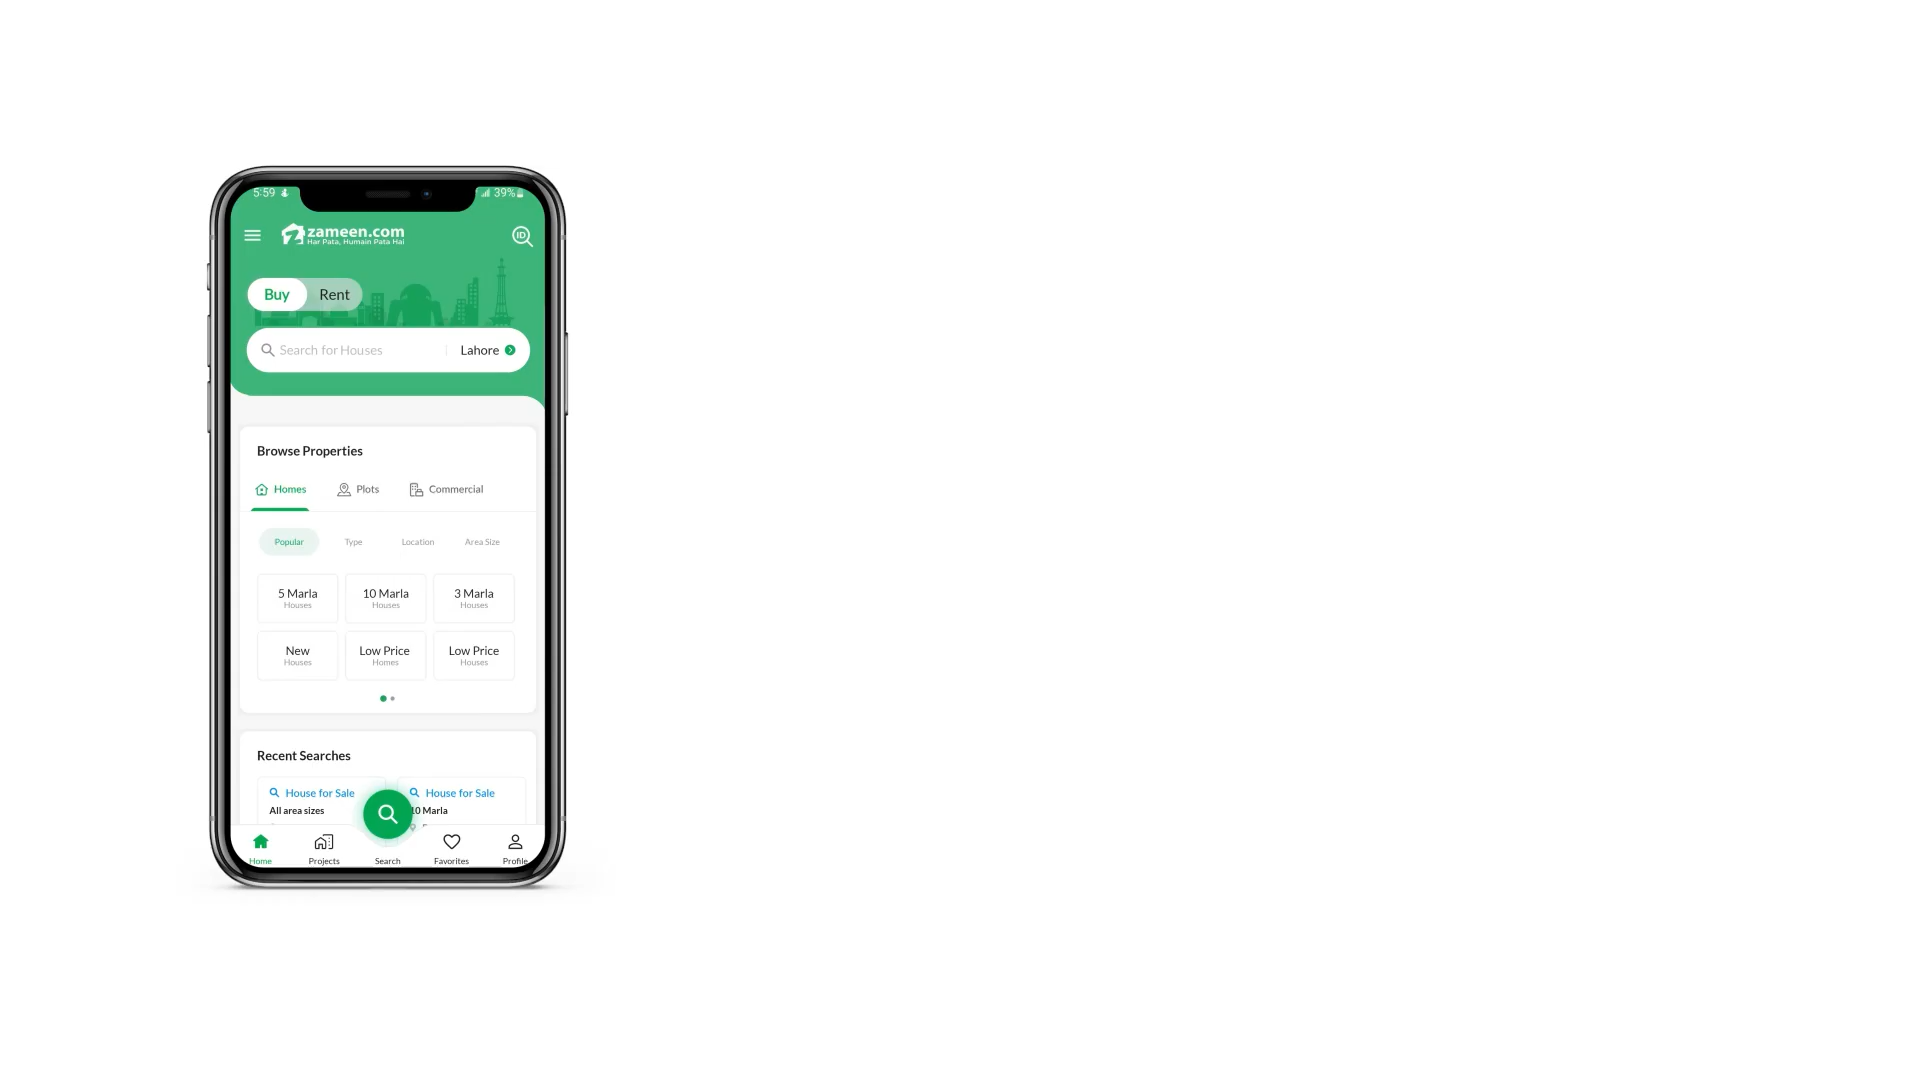 5:59
39%
zameen.com
Har Pata, Humain Pata Hai
ID
Buy Rent
Search for Houses Lahore
Browse Properties
Homes Plots Commercial
Popular Type Location Area Size
5 Marla 10 Marla 3 Marla
Houses Houses Houses
New Low Price Low Price
Houses Homes Houses
Recent Searches
House for Sale House for Sale
All area sizes 10 Marla
Home Projects Search Favorites Profile